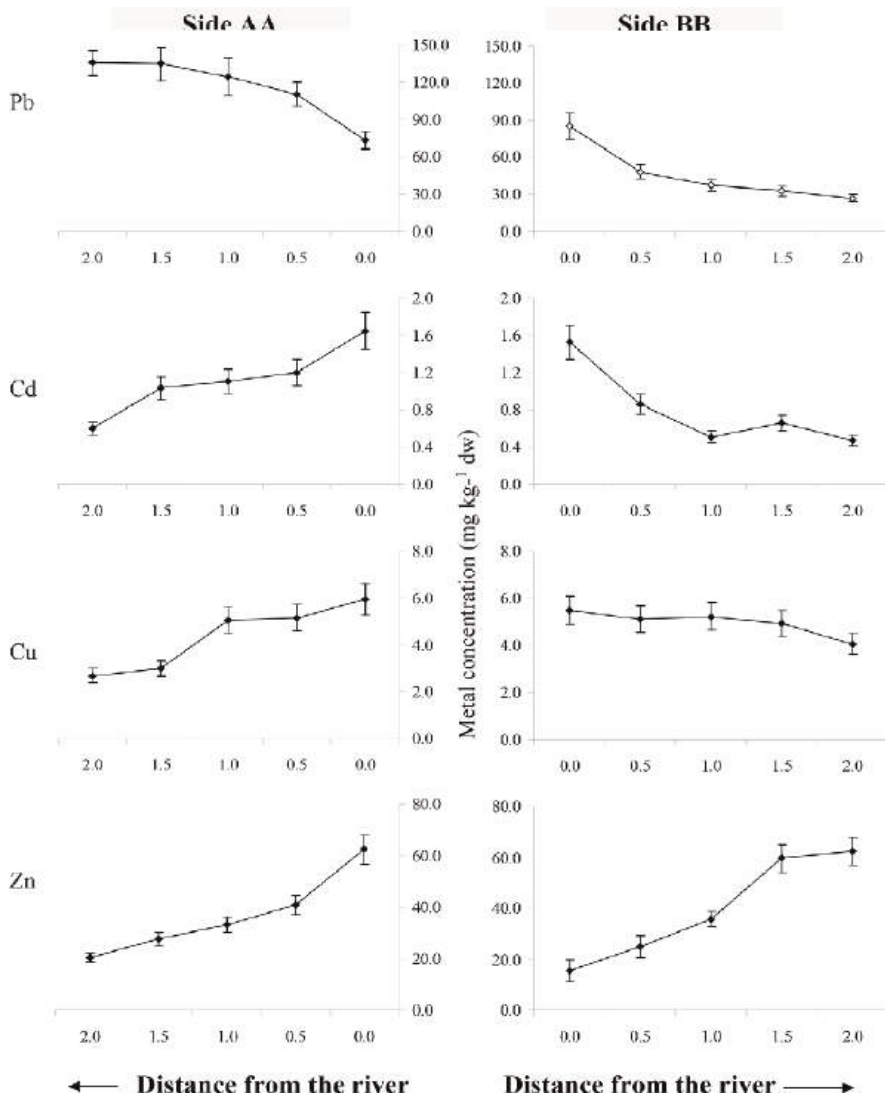 Side AA Side BB
Pb
150.0
120.0
90.0
60.0
30.0
0.0
2.0 1.5 1.0 0.5 0.0
150.0
120.0
90.0
60.0
30.0
0.0
0.0 0.5 1.0 1.5 2.0
Cd
2.0
1.6
1.2
0.8
0.4
0.0
2.0 1.5 1.0 0.5 0.0
2.0
1.6
1.2
0.8
0.4
0.0
0.0 0.5 1.0 1.5 2.0
Metal concentration (mg kg-1 dw)
Cu
8.0
6.0
4.0
2.0
0.0
2.0 1.5 1.0 0.5 0.0
8.0
6.0
4.0
2.0
0.0
0.0 0.5 1.0 1.5 2.0
Zn
80.0
60.0
40.0
20.0
0.0
2.0 1.5 1.0 0.5 0.0
80.0
60.0
40.0
20.0
0.0
0.0 0.5 1.0 1.5 2.0
Distance from the river Distance from the river